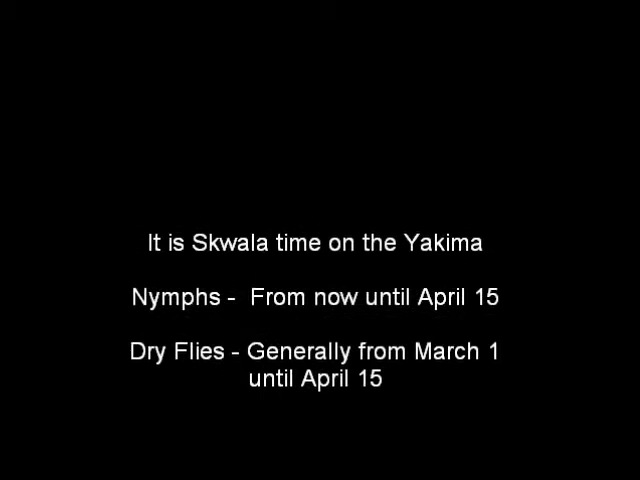 It is Skwala time on the Yakima
Nymphs -  From now until April 15
Dry Flies - Generally from March 1
until April 15